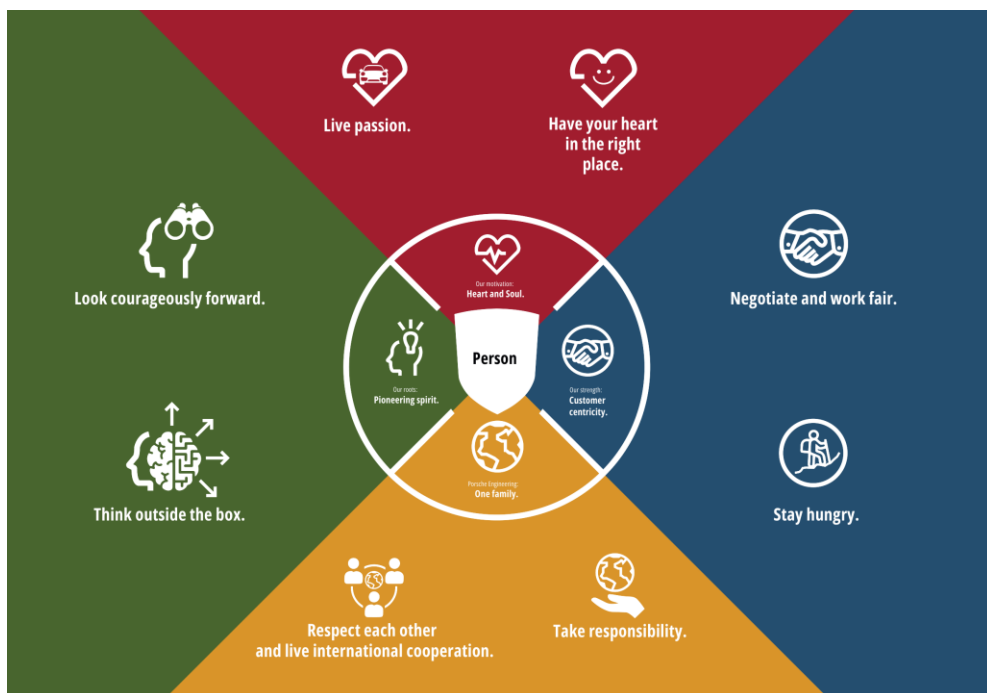 Live passion.
Have your heart
in the right
place.
Look courageously forward.
Negotiate and work fair.
Our motivation:
Heart and Soul.
Person
Our roots:
Pioneering spirit.
Our strength:
Customer
centricity.
Porsche Engineering:
One family.
Think outside the box.
Stay hungry.
Respect each other
and live international cooperation.
Take responsibility.